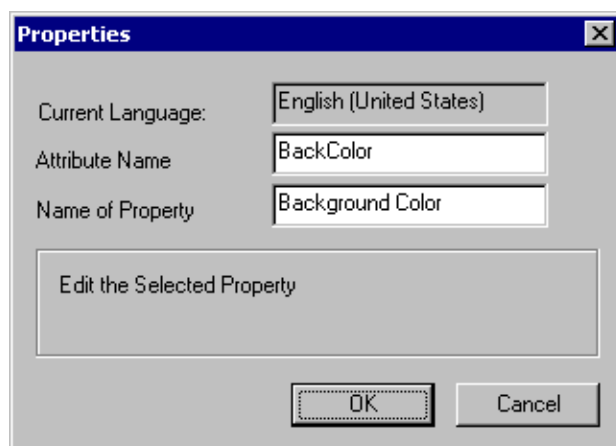 Properties
Current Language: English (United States)
Attribute Name BackColor
Name of Property Background Color
Edit the Selected Property
OK Cancel